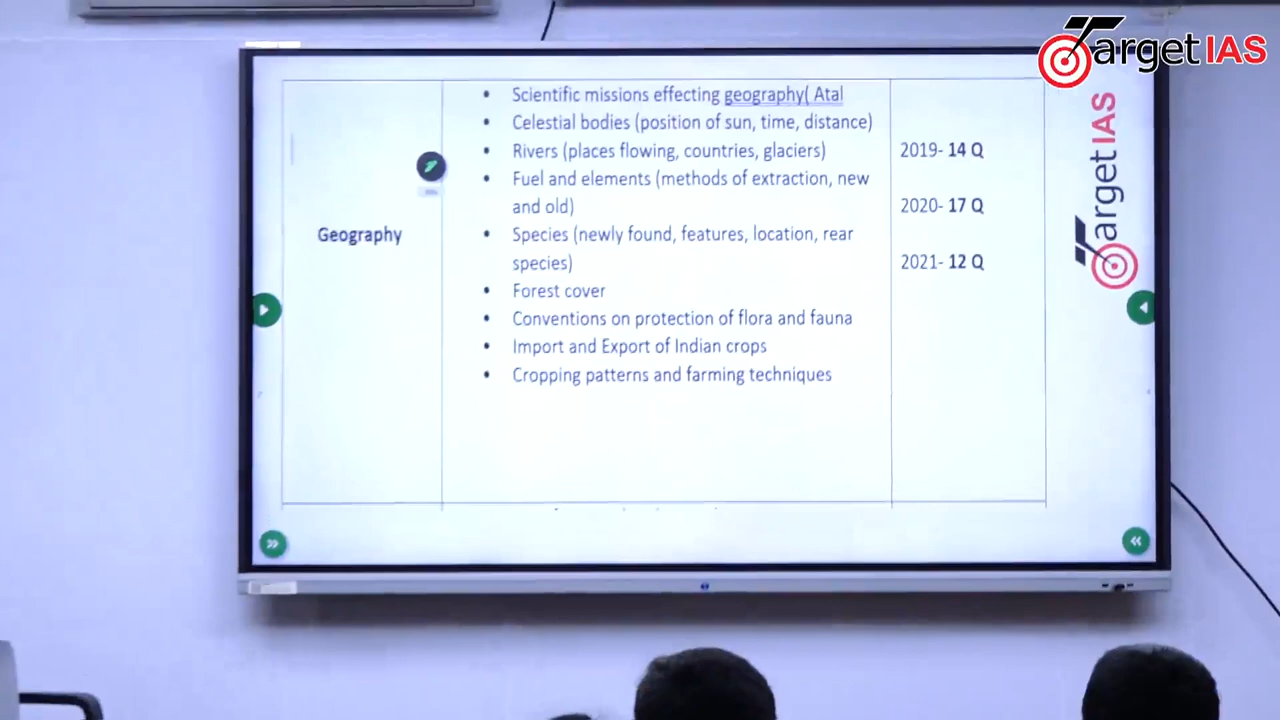 Target IAS
Scientific missions effecting geography( Atal
Celestial bodies (position of sun, time, distance)
Rivers (places flowing, countries, glaciers)
Fuel and elements (methods of extraction, new
and old)
Species (newly found, features, location, rear
species)
Forest cover
Conventions on protection of flora and fauna
Import and Export of Indian crops
Cropping patterns and farming techniques
Geography
2019- 14 Q
2020- 17 Q
2021- 12 Q
Target IAS